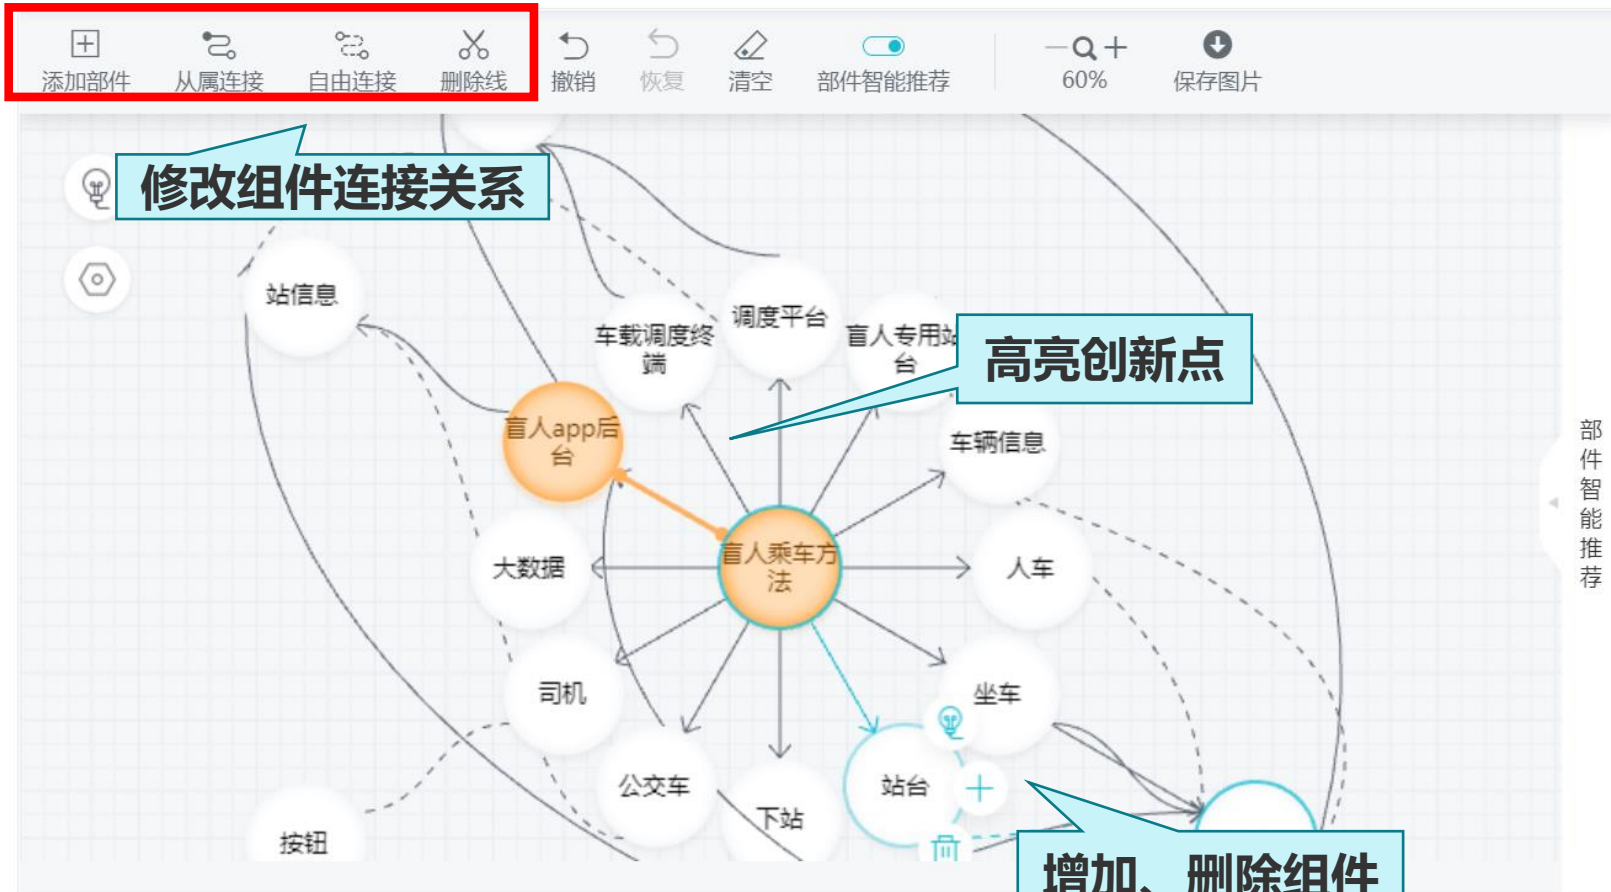 添加部件 从属连接 自由连接 删除线 撤销 恢复 清空 部件智能推荐 60% 保存图片
修改组件连接关系
站信息
车载调度终
端
调度平台
盲人专用站
台
高亮创新点
盲人app后
台
车辆信息
部
件
智
能
推
荐
大数据
盲人乘车方
法
人车
司机
坐车
公交车
下站
站台
按钮
增加、删除组件